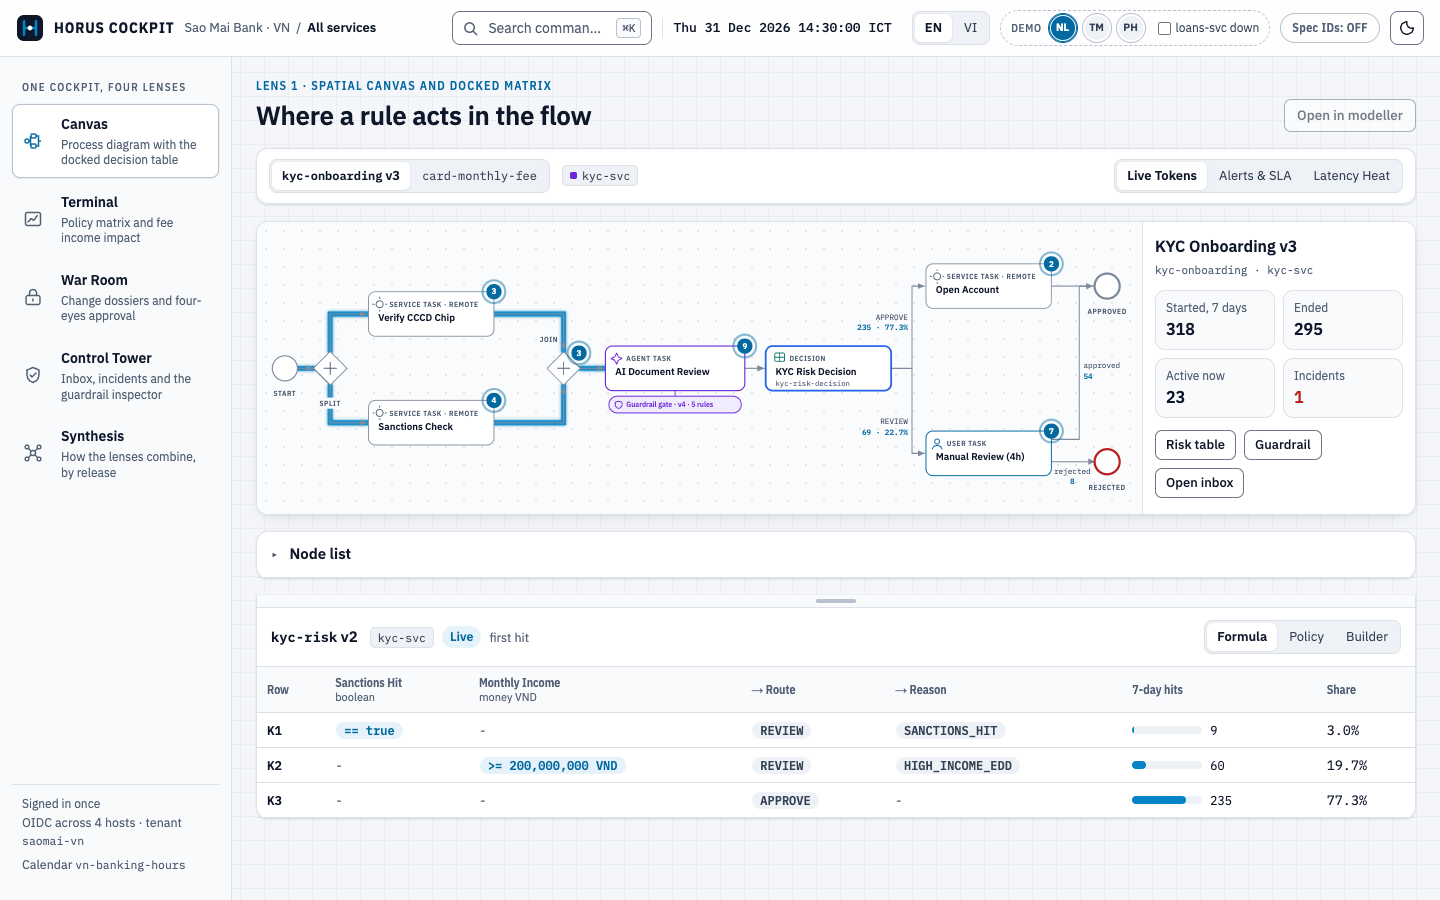 HORUS COCKPIT
Sao Mai Bank · VN / All services
Search comman... ⌘K
Thu 31 Dec 2026 14:30:00 ICT
EN VI
DEMO NL TM PH loans-svc down
Spec IDs: OFF
ONE COCKPIT, FOUR LENSES
Canvas
Process diagram with the
docked decision table
Terminal
Policy matrix and fee
income impact
War Room
Change dossiers and four-
eyes approval
Control Tower
Inbox, incidents and the
guardrail inspector
Synthesis
How the lenses combine,
by release
Signed in once
OIDC across 4 hosts · tenant
saomai-vn
Calendar vn-banking-hours
LENS 1 · SPATIAL CANVAS AND DOCKED MATRIX
Where a rule acts in the flow
Open in modeller
kyc-onboarding v3 card-monthly-fee kyc-svc
Live Tokens Alerts & SLA Latency Heat
START
SPLIT
SERVICE TASK · REMOTE
Verify CCCD Chip
3
SERVICE TASK · REMOTE
Sanctions Check
4
JOIN
3
AGENT TASK
AI Document Review
9
Guardrail gate · v4 · 5 rules
DECISION
KYC Risk Decision
kyc-risk-decision
APPROVE
235 · 77.3%
REVIEW
69 · 22.7%
SERVICE TASK · REMOTE
Open Account
2
APPROVED
approved
54
USER TASK
Manual Review (4h)
7
rejected
8
REJECTED
KYC Onboarding v3
kyc-onboarding · kyc-svc
Started, 7 days
318
Ended
295
Active now
23
Incidents
1
Risk table
Guardrail
Open inbox
▸ Node list
kyc-risk v2 kyc-svc Live first hit
Formula Policy Builder
Row Sanctions Hit boolean Monthly Income money VND → Route → Reason 7-day hits Share
K1 == true - REVIEW SANCTIONS_HIT 9 3.0%
K2 - >= 200,000,000 VND REVIEW HIGH_INCOME_EDD 60 19.7%
K3 - - APPROVE - 235 77.3%